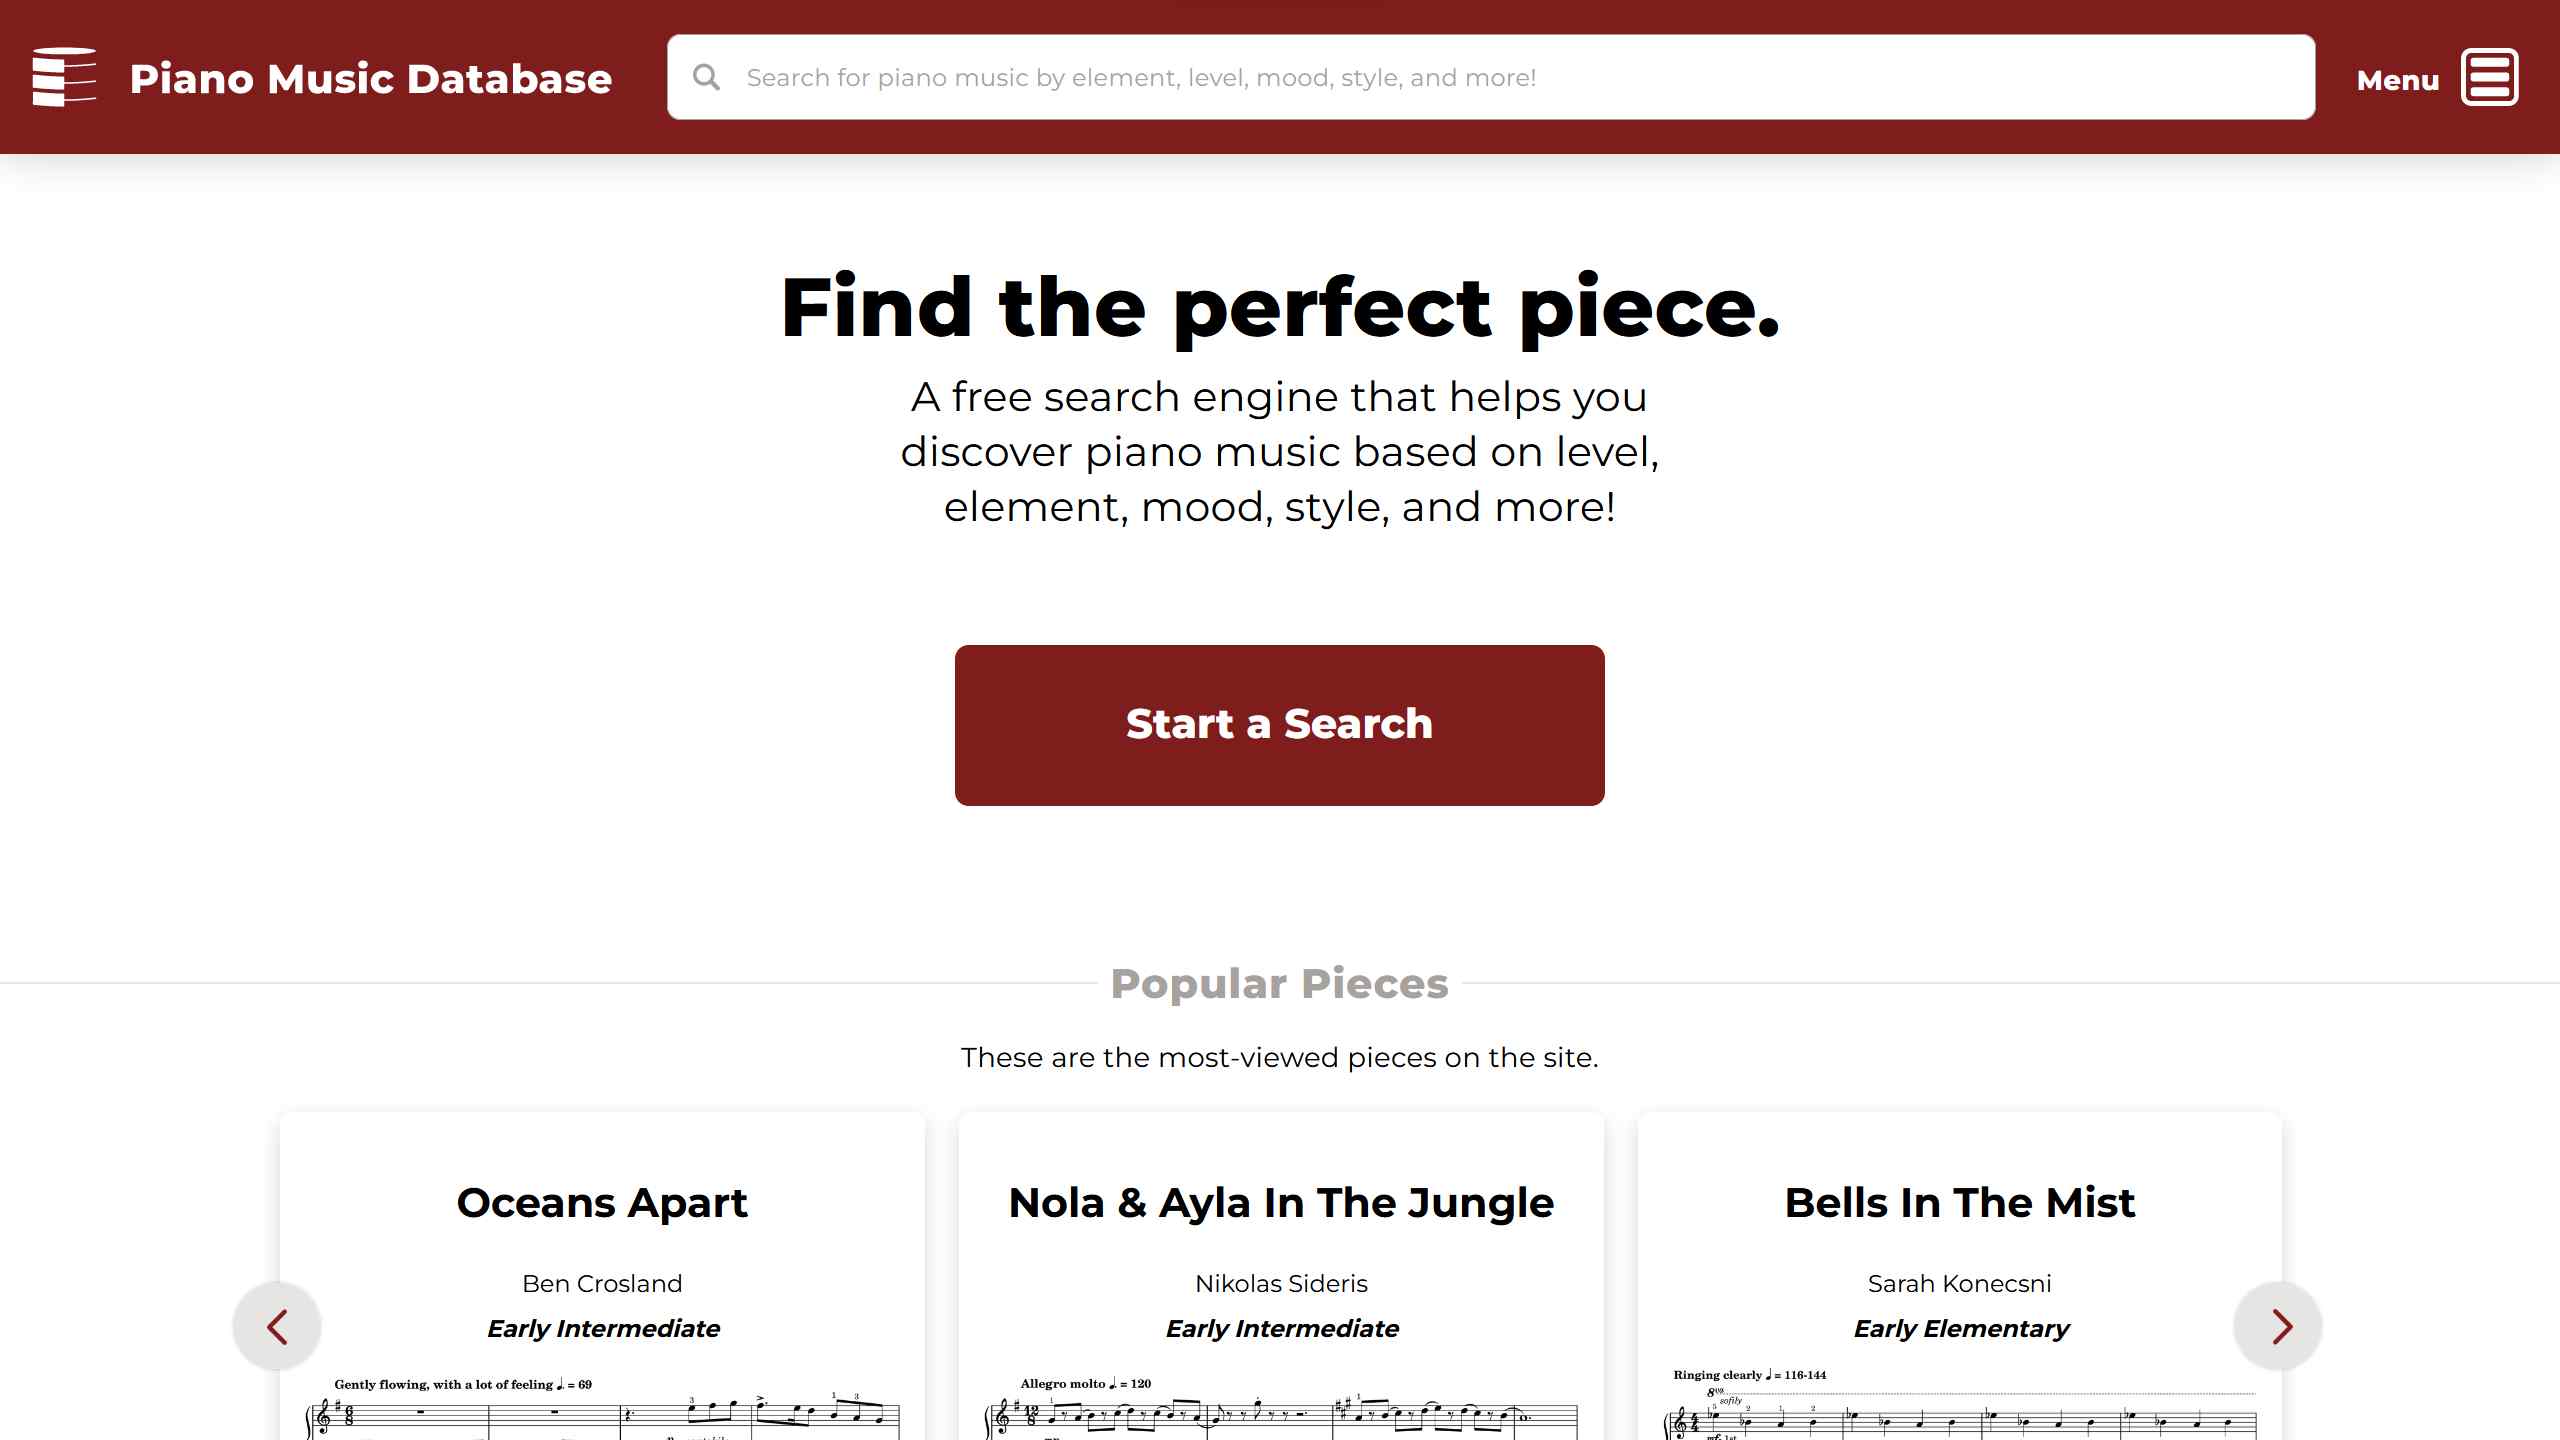 Piano Music Database
Search for piano music by element, level, mood, style, and more!
Menu
Find the perfect piece.
A free search engine that helps you
discover piano music based on level,
element, mood, style, and more!
Start a Search
Popular Pieces
These are the most-viewed pieces on the site.
Oceans Apart
Ben Crosland
Early Intermediate
Gently flowing, with a lot of feeling ♩. = 69
Nola & Ayla In The Jungle
Nikolas Sideris
Early Intermediate
Allegro molto ♩. = 120
Bells In The Mist
Sarah Konecsni
Early Elementary
Ringing clearly ♩ = 116-144
8va
softly